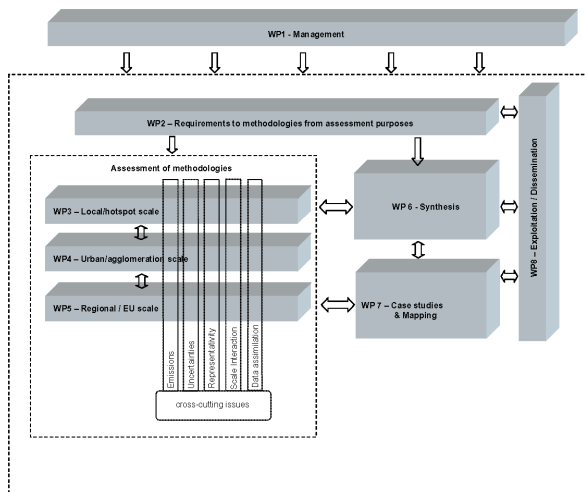 WP1 - Management
WP2 – Requirements to methodologies from assessment purposes
Assessment of methodologies
WP3 – Local/hotspot scale
WP4 – Urban/agglomeration scale
WP5 – Regional / EU scale
WP 6 - Synthesis
WP 7 – Case studies
& Mapping
WP8 – Exploitation / Dissemination
Emissions
Uncertainties
Representativity
Scale Interaction
Data assimilation
cross-cutting issues